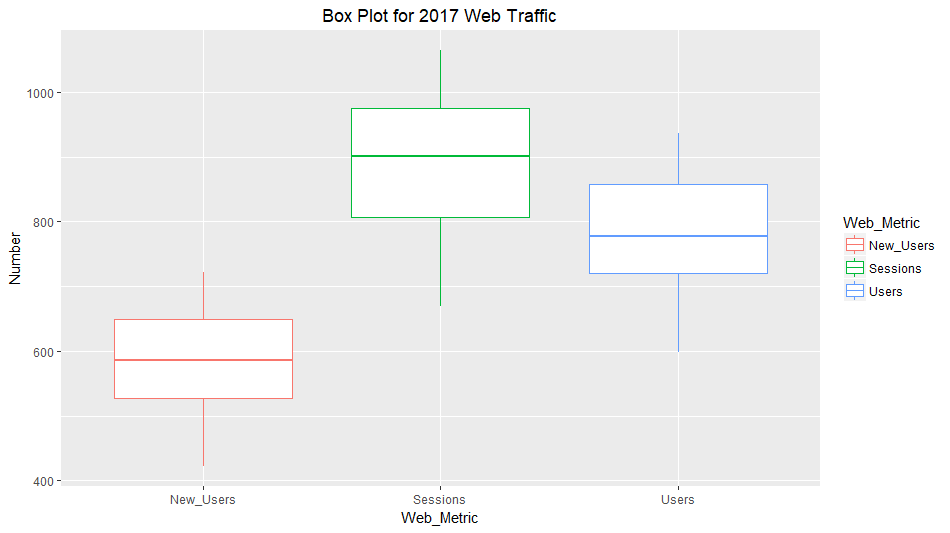 Box Plot for 2017 Web Traffic
1000
800
600
400
Number
New_Users
Sessions
Users
Web_Metric
Web_Metric
New_Users
Sessions
Users